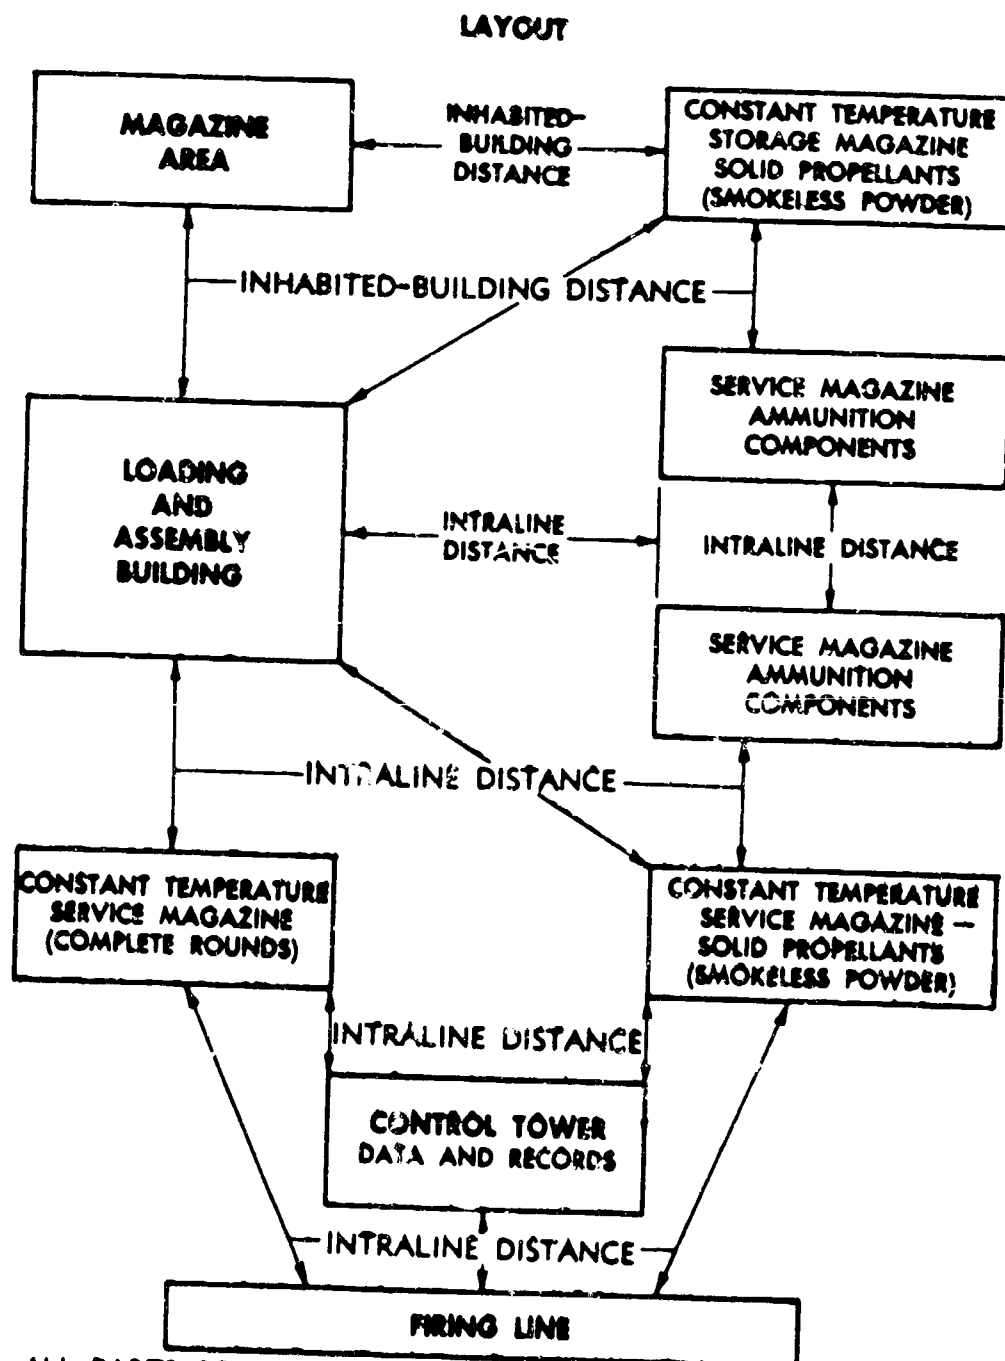 LAYOUT
MAGAZINE
AREA
INHABITED-
BUILDING
DISTANCE
CONSTANT TEMPERATURE
STORAGE MAGAZINE
SOLID PROPELLANTS
(SMOKELESS POWDER)
INHABITED-BUILDING DISTANCE
LOADING
AND
ASSEMBLY
BUILDING
INTRALINE
DISTANCE
SERVICE MAGAZINE
AMMUNITION
COMPONENTS
INTRALINE DISTANCE
SERVICE MAGAZINE
AMMUNITION
COMPONENTS
INTRALINE DISTANCE
CONSTANT TEMPERATURE
SERVICE MAGAZINE
(COMPLETE ROUNDS)
CONSTANT TEMPERATURE
SERVICE MAGAZINE —
SOLID PROPELLANTS
(SMOKELESS POWDER)
INTRALINE DISTANCE
CONTROL TOWER
DATA AND RECORDS
INTRALINE DISTANCE
FIRING LINE
ALL PARTS